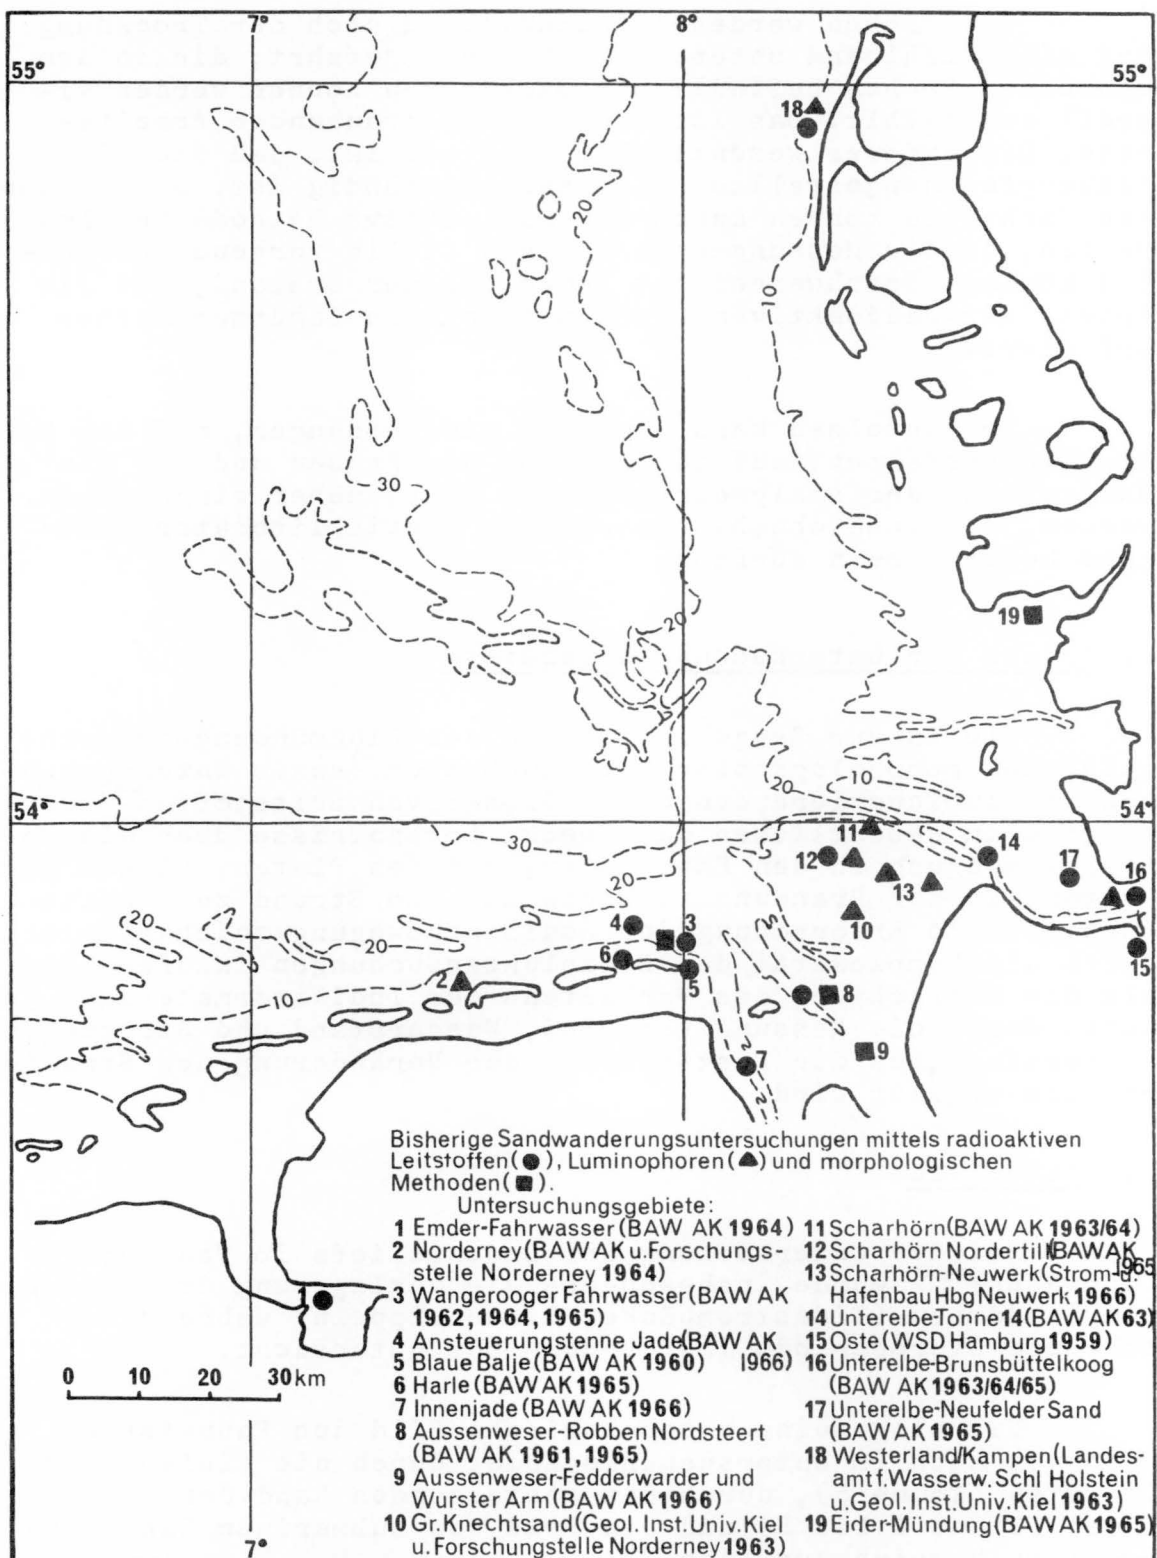 7° 8°
55° 55°
18
20
10
30
20
19
20 10
54° 54°
30
11
12 14
17 16
13
20
20 4 3
10
6
5 15
20
2
10
8
9
7
Bisherige Sandwanderungsuntersuchungen mittels radioaktiven
Leitstoffen(●), Luminophoren(▲) und morphologischen
Methoden(■).
Untersuchungsgebiete:
1 Emder-Fahrwasser(BAW AK 1964)
2 Norderney(BAW AK u.Forschungs-
stelle Norderney 1964)
3 Wangerooger Fahrwasser(BAW AK
1962, 1964, 1965)
4 Ansteuerungstenne Jade(BAW AK
5 Blaue Balje(BAW AK 1960) 1966)
6 Harle(BAW AK 1965)
7 Innenjade(BAW AK 1966)
8 Aussenweser-Robben Nordsteert
(BAW AK 1961, 1965)
9 Aussenweser-Fedderwarder und
Wurster Arm(BAW AK 1966)
10 Gr.Knechtsand(Geol.Inst.Univ.Kiel
u.Forschungstelle Norderney 1963)
11 Scharhörn(BAW AK 1963/64)
12 Scharhörn Nordertill(BAW AK
1965
13 Scharhörn-Neuwerk(Strom-u.
Hafenbau Hbg Neuwerk 1966)
14 Unterelbe-Tonne 14(BAW AK 63)
15 Oste(WSD Hamburg 1959)
16 Unterelbe-Brunsbüttelkoog
(BAW AK 1963/64/65)
17 Unterelbe-Neufelder Sand
(BAW AK 1965)
18 Westerland/Kampen(Landes-
amt f.Wasserw.Schl Holstein
u.Geol.Inst.Univ.Kiel 1963)
19 Eider-Mündung(BAW AK 1965)
1
0 10 20 30 km
7°